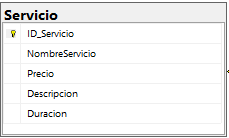 Servicio
ID_Servicio
NombreServicio
Precio
Descripcion
Duracion